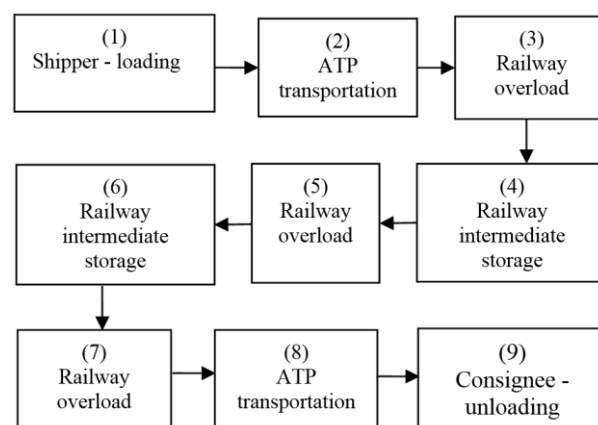 (1)
Shipper - loading
(2)
ATP
transportation
(3)
Railway
overload
(4)
Railway
intermediate
storage
(5)
Railway
overload
(6)
Railway
intermediate
storage
(7)
Railway
overload
(8)
ATP
transportation
(9)
Consignee -
unloading